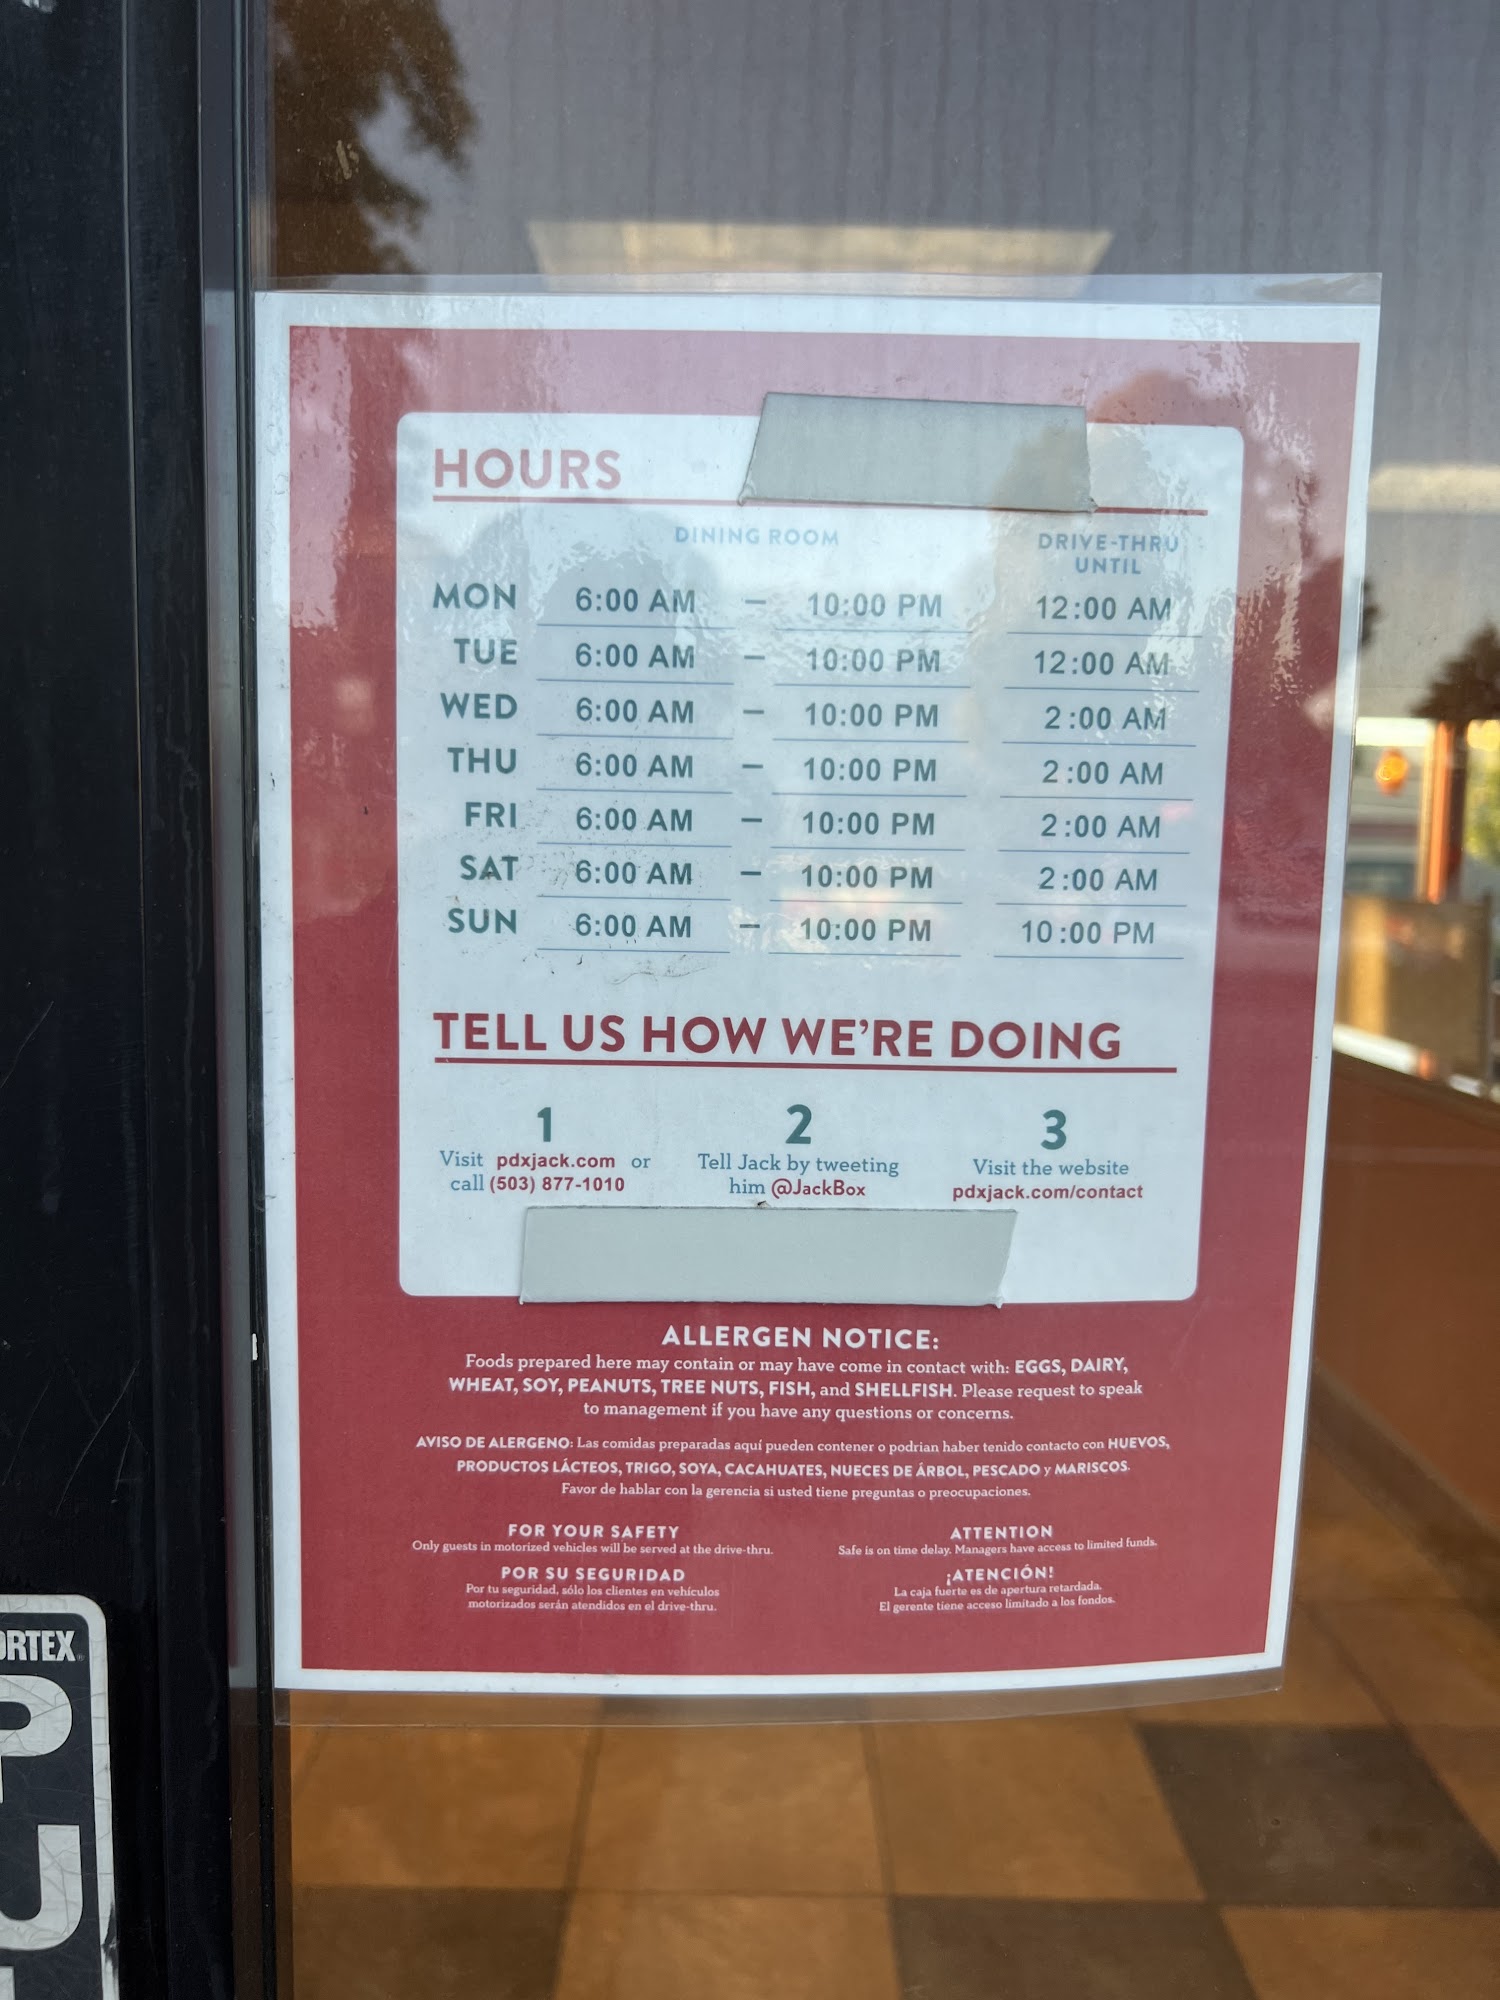 HOURS
DINING ROOM
DRIVE-THRU
UNTIL
MON 6:00 AM – 10:00 PM 12:00 AM
TUE 6:00 AM – 10:00 PM 12:00 AM
WED 6:00 AM – 10:00 PM 2:00 AM
THU 6:00 AM – 10:00 PM 2:00 AM
FRI 6:00 AM – 10:00 PM 2:00 AM
SAT 6:00 AM – 10:00 PM 2:00 AM
SUN 6:00 AM – 10:00 PM 10:00 PM
TELL US HOW WE'RE DOING
1
Visit pdxjack.com or
call (503) 877-1010
2
Tell Jack by tweeting
him @JackBox
3
Visit the website
pdxjack.com/contact
ALLERGEN NOTICE:
Foods prepared here may contain or may have come in contact with: EGGS, DAIRY,
WHEAT, SOY, PEANUTS, TREE NUTS, FISH, and SHELLFISH. Please request to speak
to management if you have any questions or concerns.
AVISO DE ALERGENO: Las comidas preparadas aquí pueden contener o podrian haber tenido contacto con HUEVOS,
PRODUCTOS LÁCTEOS, TRIGO, SOYA, CACAHUATES, NUECES DE ÁRBOL, PESCADO y MARISCOS.
Favor de hablar con la gerencia si usted tiene preguntas o preocupaciones.
FOR YOUR SAFETY
Only guests in motorized vehicles will be served at the drive-thru.
POR SU SEGURIDAD
Por tu seguridad, sólo los clientes en vehículos
motorizados serán atendidos en el drive-thru.
ATTENTION
Safe is on time delay. Managers have access to limited funds.
¡ATENCIÓN!
La caja fuerte es de apertura retardada.
El gerente tiene acceso limitado a los fondos.